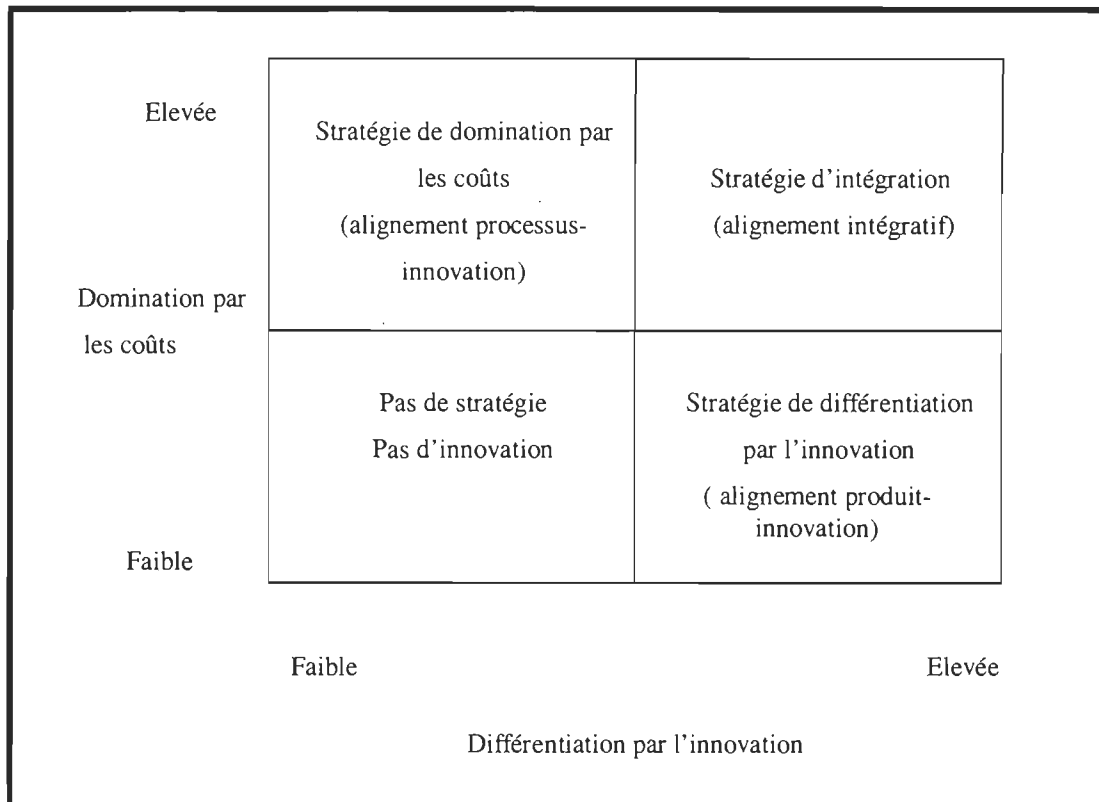 Elevée
Stratégie de domination par
les coûts
(alignement processus-
innovation)
Stratégie d'intégration
(alignement intégratif)
Domination par
les coûts
Pas de stratégie
Pas d'innovation
Stratégie de différentiation
par l'innovation
( alignement produit-
innovation)
Faible
Faible
Elevée
Différentiation par l'innovation